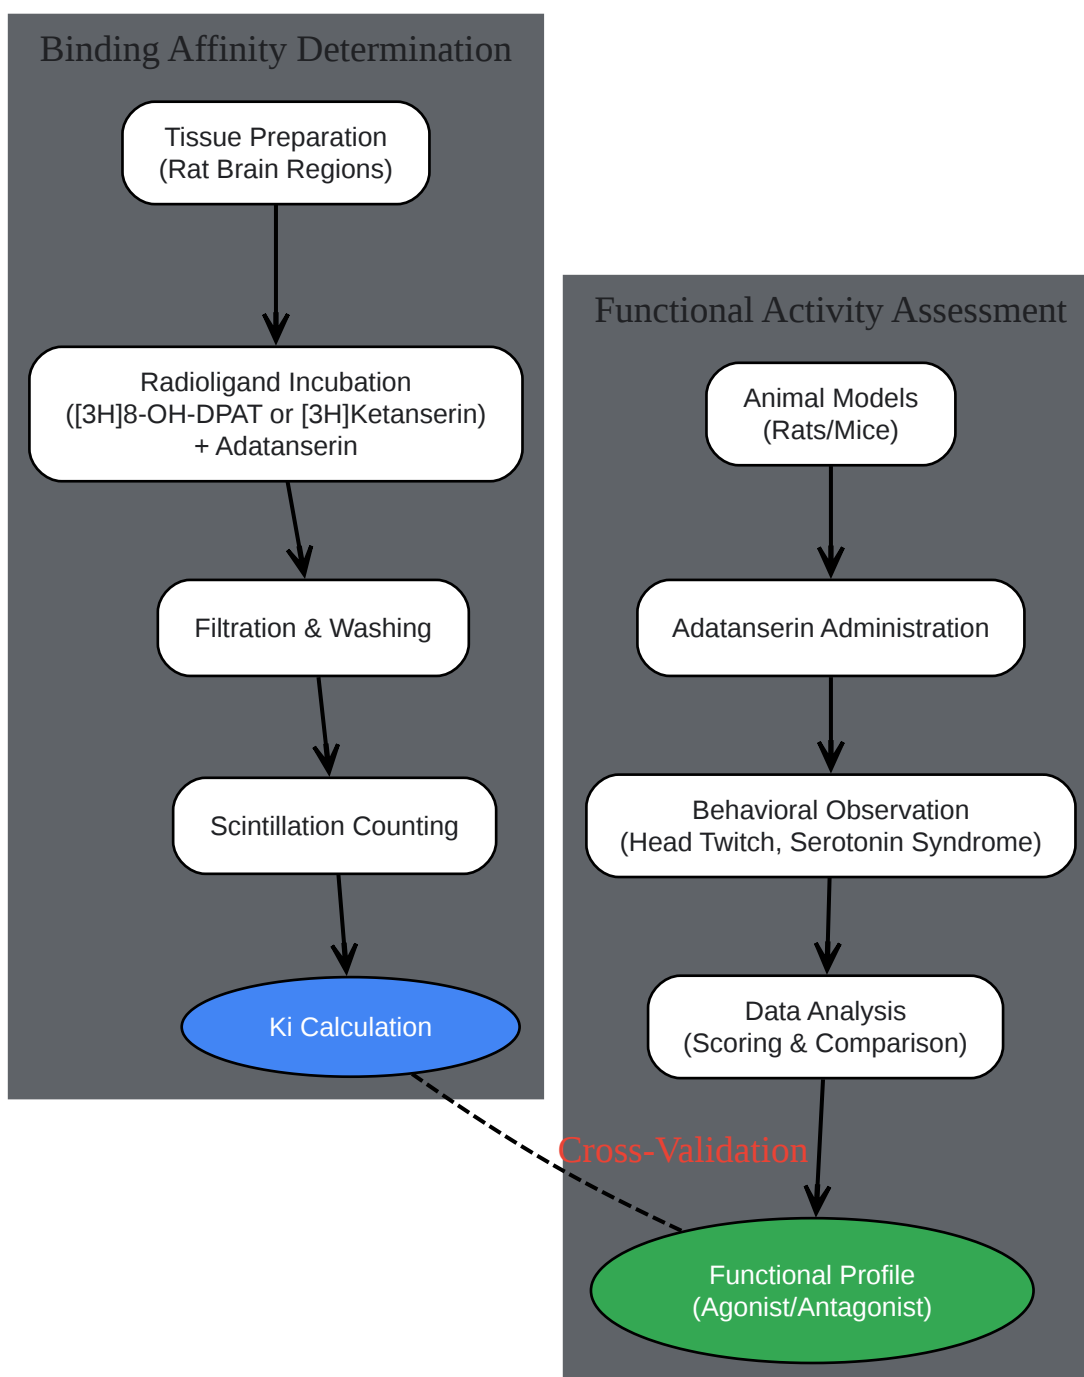 Binding Affinity Determination
Tissue Preparation
(Rat Brain Regions)
Radioligand Incubation
([3H]8-OH-DPAT or [3H]Ketanserin)
+ Adatanserin
Filtration & Washing
Scintillation Counting
Ki Calculation
Functional Activity Assessment
Animal Models
(Rats/Mice)
Adatanserin Administration
Behavioral Observation
(Head Twitch, Serotonin Syndrome)
Data Analysis
(Scoring & Comparison)
Cross-Validation
Functional Profile
(Agonist/Antagonist)